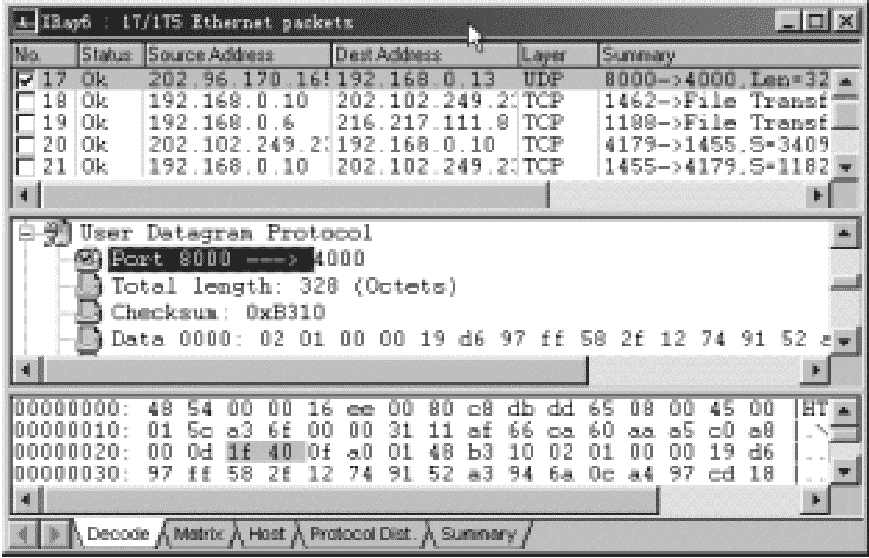 XRay6 : 17/175 Ethernet packets
No. Status Source Address Dest Address Layer Summary
17 Ok 202.96.170.165 192.168.0.13 UDP 8000->4000,Len=32
18 Ok 192.168.0.10 202.102.249.2 TCP 1462->File Transf
19 Ok 192.168.0.6 216.217.111.8 TCP 1188->File Transf
20 Ok 202.102.249.2 192.168.0.10 TCP 4179->1455,S=3409
21 Ok 192.168.0.10 202.102.249.2 TCP 1455->4179,S=1182
User Datagram Protocol
Port 8000 ---> 4000
Total length: 328 (Octets)
Checksum: 0xB310
Data 0000: 02 01 00 00 19 d6 97 ff 58 2f 12 74 91 52
00000000: 48 54 00 00 16 ee 00 80 c8 db dd 65 08 00 45 00 |HT
00000010: 01 5c a3 6f 00 00 31 11 af 66 ca 60 aa a5 c0 a8 |.\
00000020: 00 0d 1f 40 0f a0 01 48 b3 10 02 01 00 00 19 d6 |..
00000030: 97 ff 58 2f 12 74 91 52 a3 94 6a 0c a4 97 cd 18 |..
Decode Matrix Host Protocol Dist. Summary